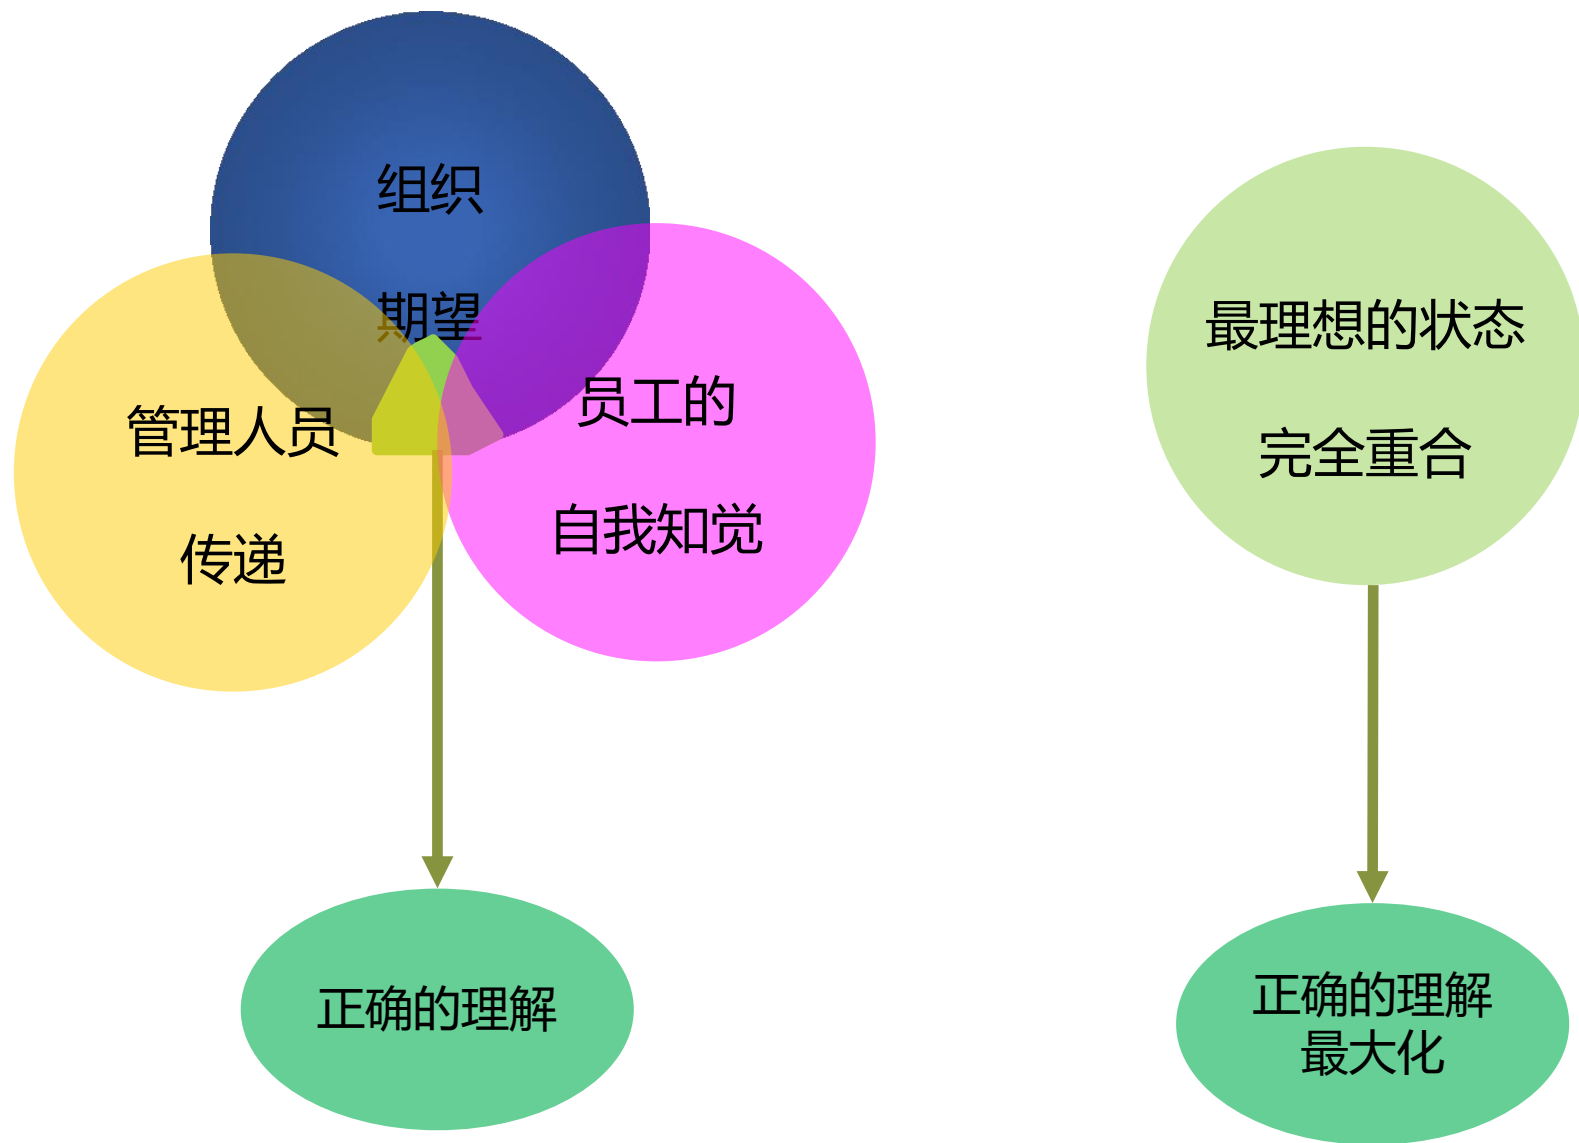 组织
期望
管理人员
传递
员工的
自我知觉
正确的理解
最理想的状态
完全重合
正确的理解
最大化